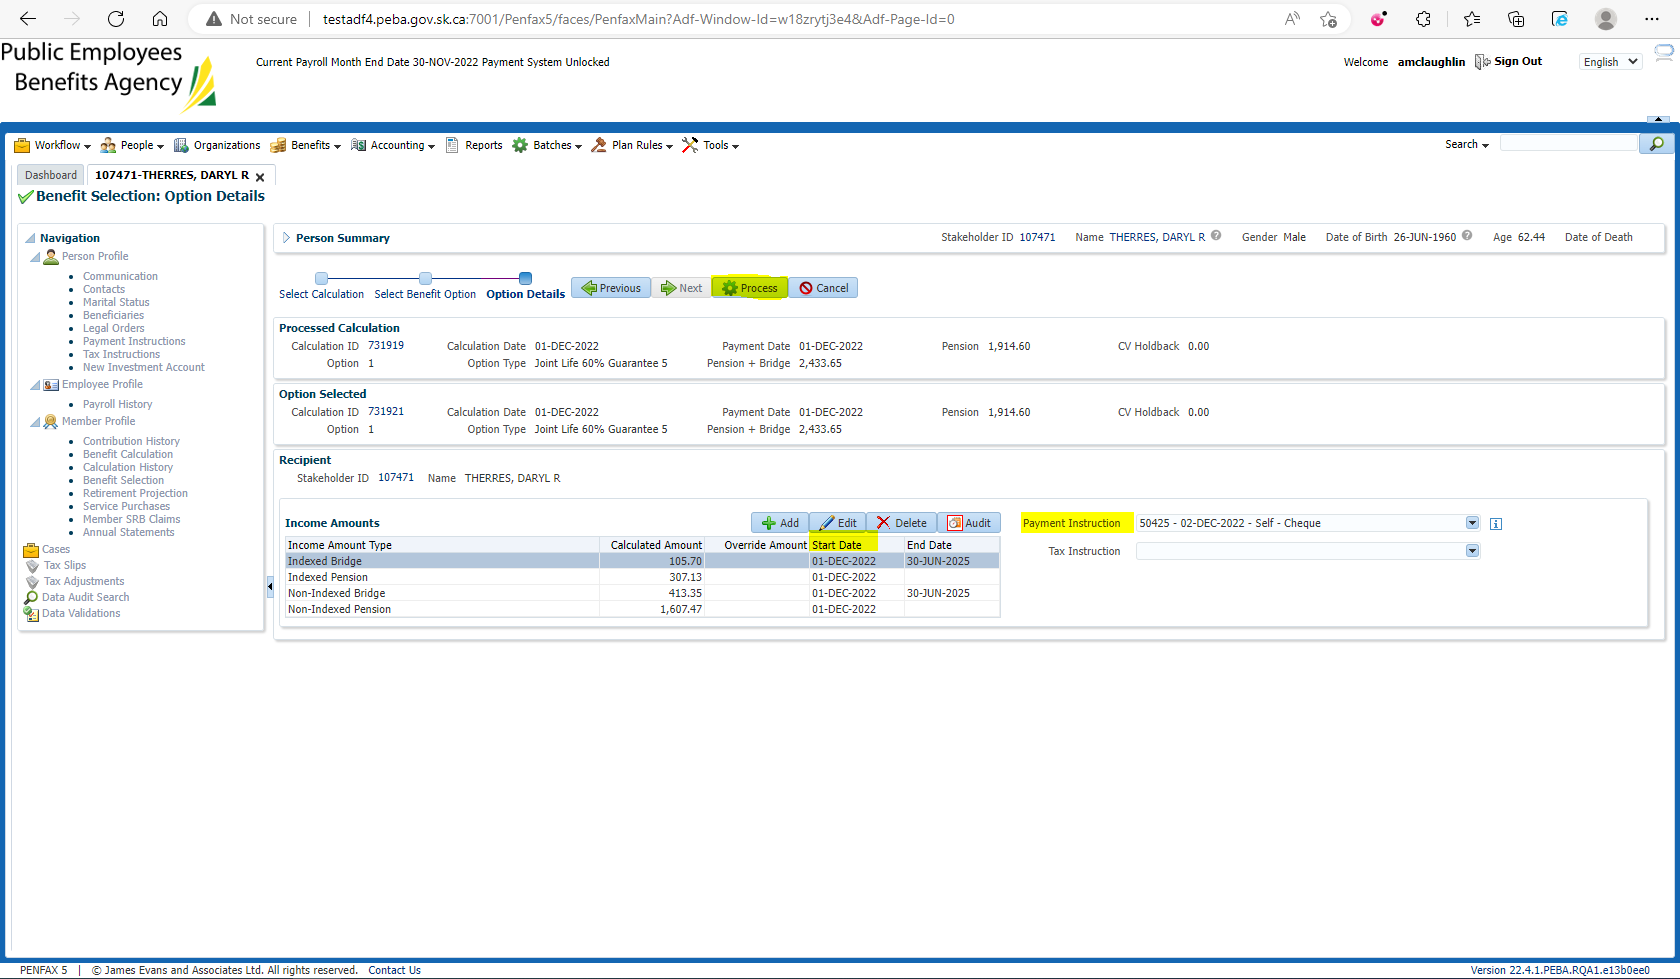 Not secure | testadf4.peba.gov.sk.ca:7001/Penfax5/faces/PenfaxMain?Adf-Window-Id=w18zrytj3e4&Adf-Page-Id=0
Public Employees
Benefits Agency
Current Payroll Month End Date 30-NOV-2022 Payment System Unlocked
Welcome amclaughlin Sign Out English
Workflow People Organizations Benefits Accounting Reports Batches Plan Rules Tools Search
Dashboard 107471-THERRES, DARYL R
Benefit Selection: Option Details
Navigation
Person Profile
Communication
Contacts
Marital Status
Beneficiaries
Legal Orders
Payment Instructions
Tax Instructions
New Investment Account
Employee Profile
Payroll History
Member Profile
Contribution History
Benefit Calculation
Calculation History
Benefit Selection
Retirement Projection
Service Purchases
Member SRB Claims
Annual Statements
Cases
Tax Slips
Tax Adjustments
Data Audit Search
Data Validations
Person Summary Stakeholder ID 107471 Name THERRES, DARYL R Gender Male Date of Birth 26-JUN-1960 Age 62.44 Date of Death
Select Calculation Select Benefit Option Option Details Previous Next Process Cancel
Processed Calculation
Calculation ID 731919 Calculation Date 01-DEC-2022 Payment Date 01-DEC-2022 Pension 1,914.60 CV Holdback 0.00
Option 1 Option Type Joint Life 60% Guarantee 5 Pension + Bridge 2,433.65
Option Selected
Calculation ID 731921 Calculation Date 01-DEC-2022 Payment Date 01-DEC-2022 Pension 1,914.60 CV Holdback 0.00
Option 1 Option Type Joint Life 60% Guarantee 5 Pension + Bridge 2,433.65
Recipient
Stakeholder ID 107471 Name THERRES, DARYL R
Income Amounts Add Edit Delete Audit
Income Amount Type Calculated Amount Override Amount Start Date End Date
Indexed Bridge 105.70 01-DEC-2022 30-JUN-2025
Indexed Pension 307.13 01-DEC-2022
Non-Indexed Bridge 413.35 01-DEC-2022 30-JUN-2025
Non-Indexed Pension 1,607.47 01-DEC-2022
Payment Instruction 50425 - 02-DEC-2022 - Self - Cheque
Tax Instruction
PENFAX 5 | © James Evans and Associates Ltd. All rights reserved. Contact Us Version 22.4.1.PEBA.RQA1.e13b0ee0